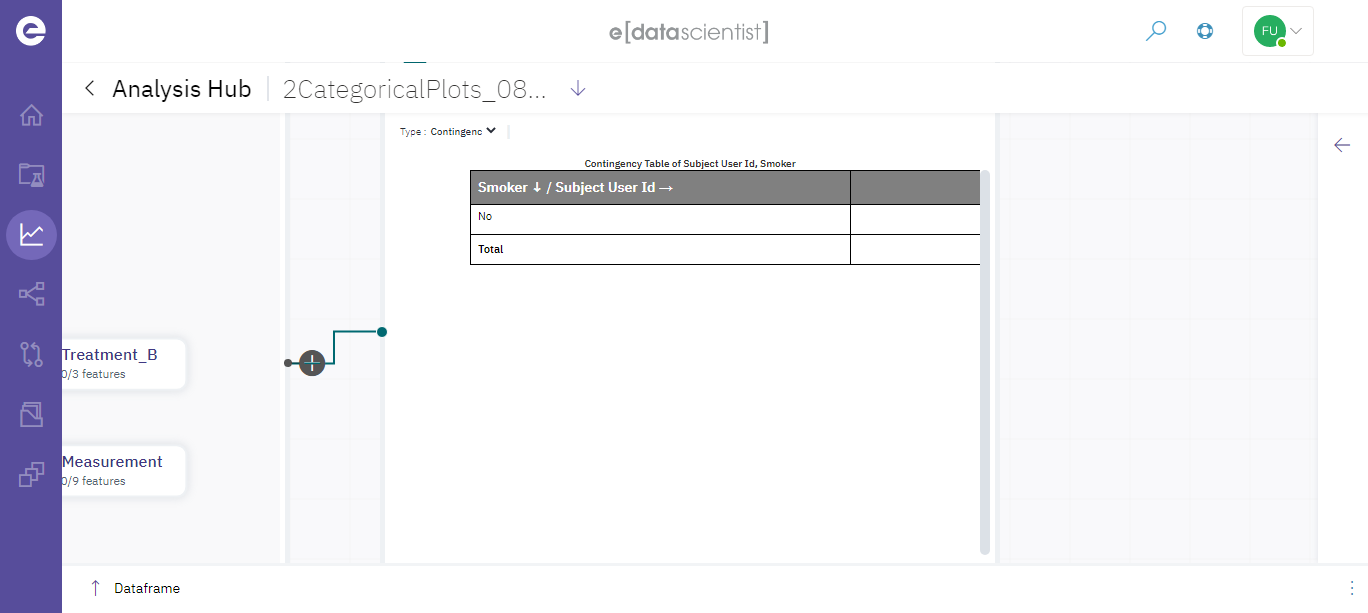 e[datascientist]
FU
Analysis Hub
2CategoricalPlots_08...
Type : Contingenc
Contingency Table of Subject User Id, Smoker
Smoker ↓ / Subject User Id →
No
Total
Treatment_B
0/3 features
Measurement
0/9 features
Dataframe